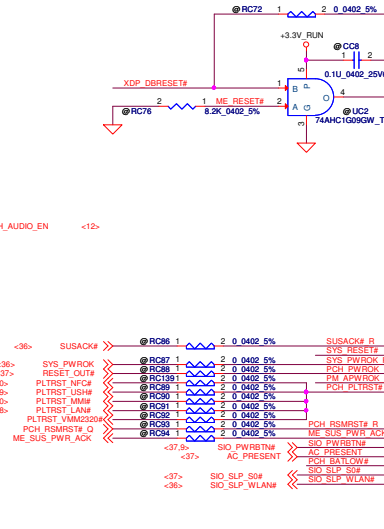 @RC72 1 2 0_0402_5%
+3.3V_RUN
@CC8
1 2
0.1U_0402_25V
5
XDP_DBRESET# 1 B P
O 4
2 1 ME_RESET# 2 A G
@RC76 8.2K_0402_5%
@UC2
74AHC1G09GW_T
3
H_AUDIO_EN <12>
<36> SUSACK# @RC86 1 2 0_0402_5% SUSACK#_R
SYS_RESET#
36> SYS_PWROK @RC87 1 2 0_0402_5% SYS_PWROK_
37> RESET_OUT# @RC88 1 2 0_0402_5% PCH_PWROK
PLTRST_NFC# @RC139 1 2 0_0402_5% PM_APWROK
PLTRST_USH# @RC89 1 2 0_0402_5% PCH_PLTRST#
PLTRST_MMI# @RC90 1 2 0_0402_5%
PLTRST_LAN# @RC91 1 2 0_0402_5%
PLTRST_VMM2320# @RC92 1 2 0_0402_5%
PCH_RSMRST#_Q @RC93 1 2 0_0402_5% PCH_RSMRST#_R
ME_SUS_PWR_ACK @RC94 1 2 0_0402_5% ME_SUS_PWR_ACK
<37,9> SIO_PWRBTN# SIO_PWRBTN#
<37> AC_PRESENT AC_PRESENT
PCH_BATLOW#
<37> SIO_SLP_S0# SIO_SLP_S0#
<36> SIO_SLP_WLAN# SIO_SLP_WLAN#